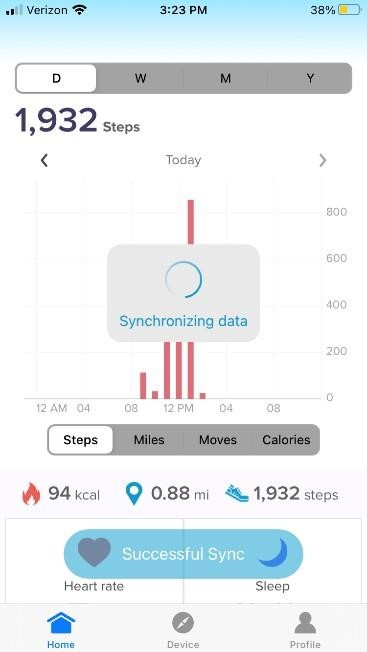 Verizon 3:23 PM 38%
D W M Y
1,932 Steps
Today
800
600
400
200
0
Synchronizing data
12 AM 04 08 12 PM 04 08
Steps Miles Moves Calories
94 kcal 0.88 mi 1,932 steps
Successful Sync
Heart rate Sleep
Home Device Profile